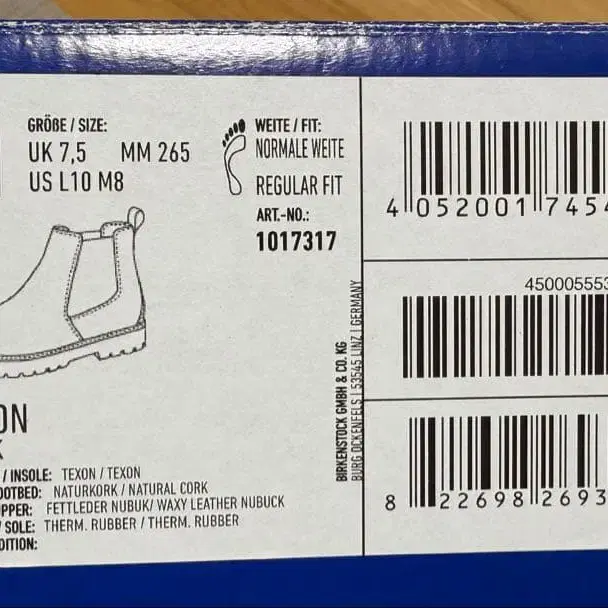 GRÖßE / SIZE:
UK 7,5 MM 265
US L10 M8
WEITE / FIT:
NORMALE WEITE
REGULAR FIT
ART.-NO.:
1017317
ON
K
/ INSOLE: TEXON / TEXON
OOTBED: NATURKORK / NATURAL CORK
PPER: FETTLEDER NUBUK/ WAXY LEATHER NUBUCK
/ SOLE: THERM. RUBBER / THERM. RUBBER
DITION:
BIRKENSTOCK GMBH & CO. KG
BURG OCKENFELS | 53545 LINZ | GERMANY
4 052001 7454
450005553
8 22698 2693